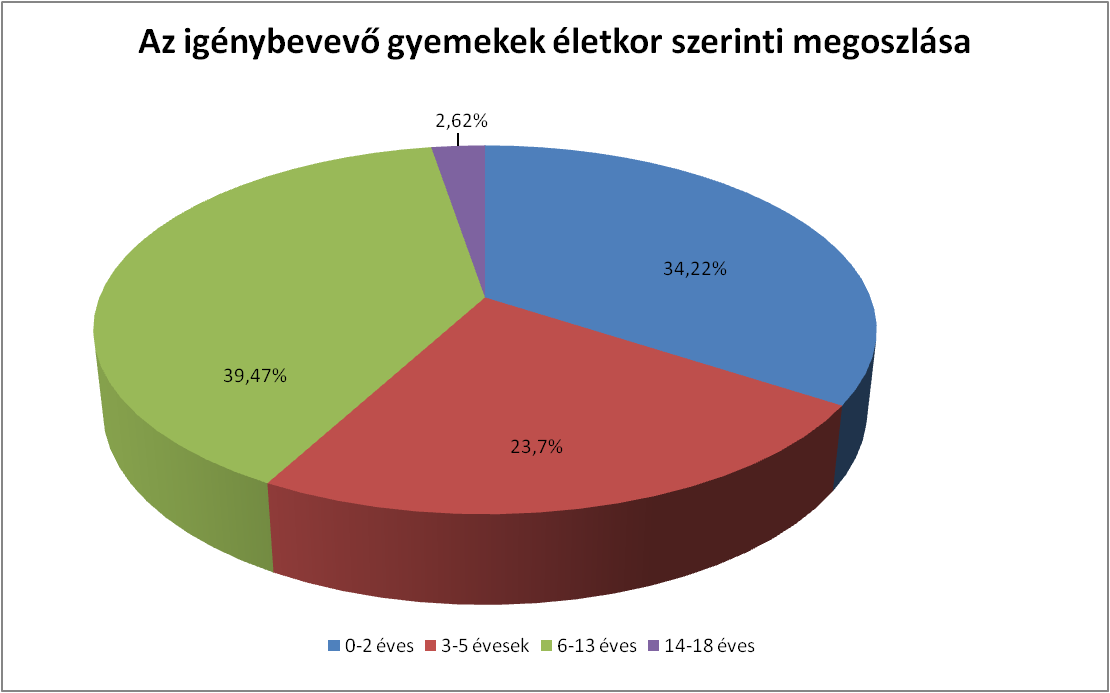 Az igénybevevő gyemekek életkor szerinti megoszlása
2,62%
34,22%
39,47%
23,7%
0-2 éves 3-5 évesek 6-13 éves 14-18 éves